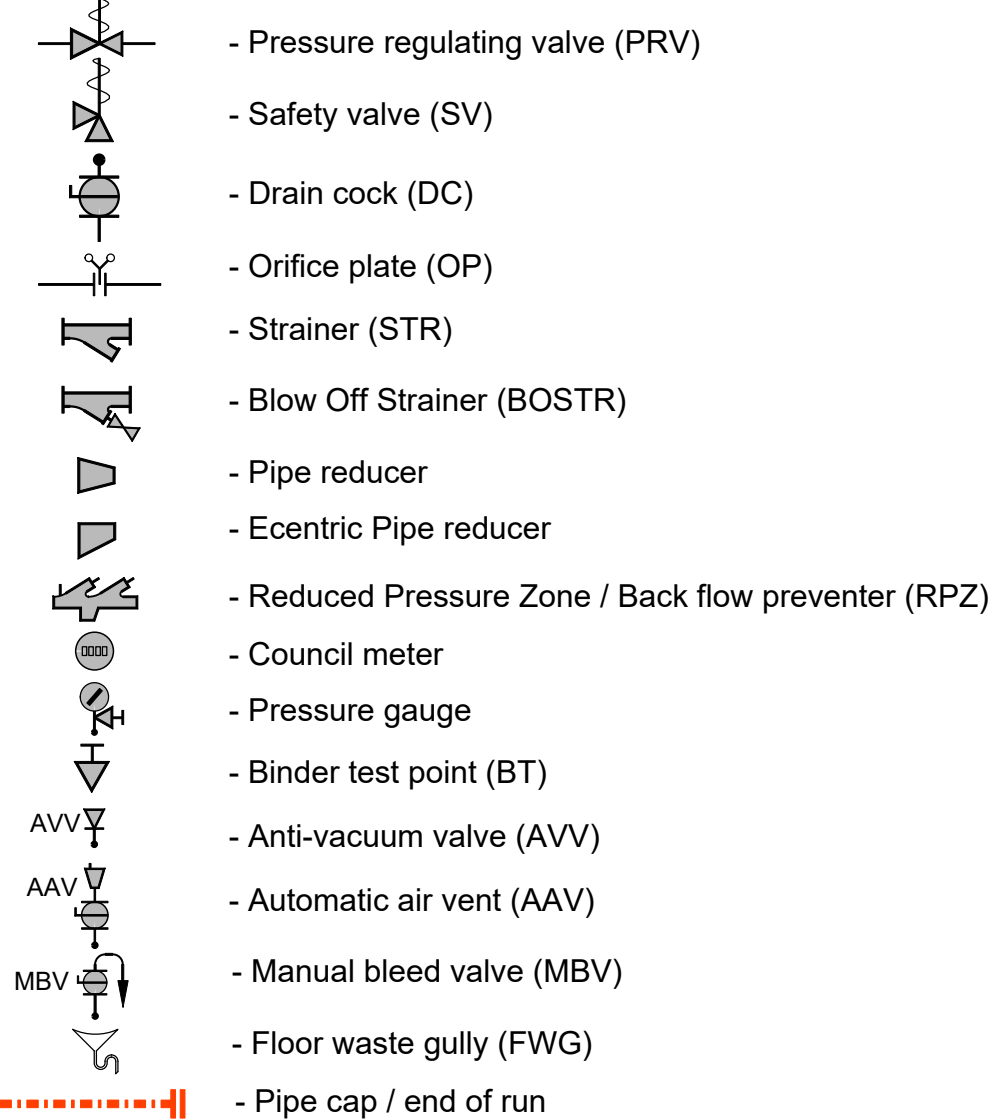 - Pressure regulating valve (PRV)
- Safety valve (SV)
- Drain cock (DC)
- Orifice plate (OP)
- Strainer (STR)
- Blow Off Strainer (BOSTR)
- Pipe reducer
- Ecentric Pipe reducer
- Reduced Pressure Zone / Back flow preventer (RPZ)
- Council meter
- Pressure gauge
- Binder test point (BT)
AVV - Anti-vacuum valve (AVV)
AAV - Automatic air vent (AAV)
MBV - Manual bleed valve (MBV)
- Floor waste gully (FWG)
- Pipe cap / end of run